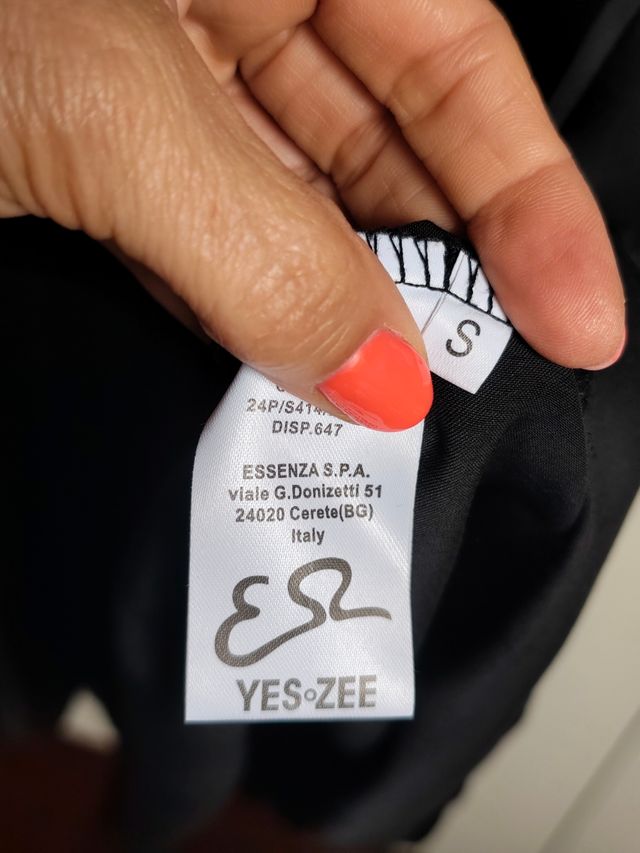 S
24P/S414
DISP.647
ESSENZA S.P.A.
viale G.Donizetti 51
24020 Cerete(BG)
Italy
YES°ZEE